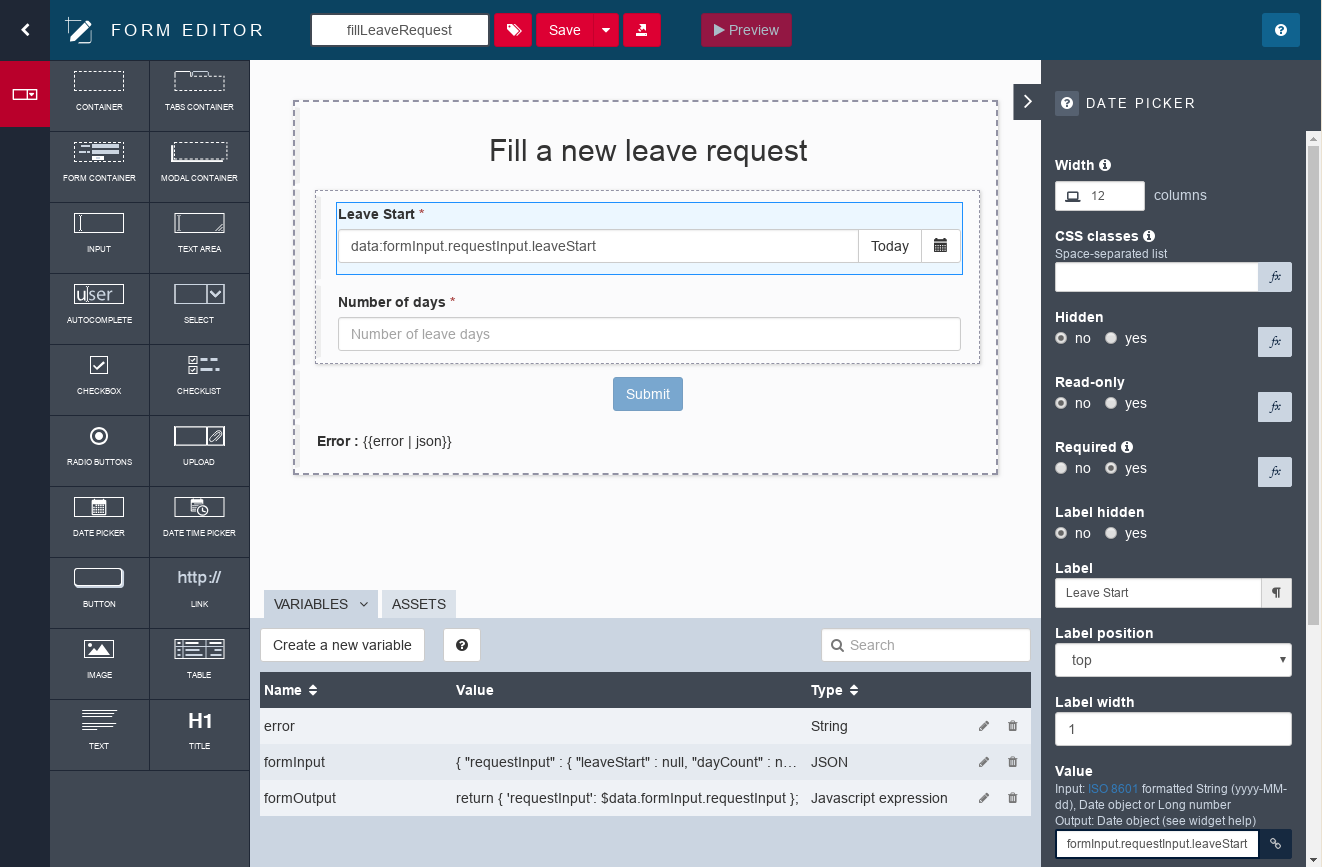 FORM EDITOR
fillLeaveRequest
Save
Preview
CONTAINER
TABS CONTAINER
FORM CONTAINER
MODAL CONTAINER
INPUT
TEXT AREA
user
AUTOCOMPLETE
SELECT
CHECKBOX
CHECKLIST
RADIO BUTTONS
UPLOAD
DATE PICKER
DATE TIME PICKER
BUTTON
http://
LINK
IMAGE
TABLE
TEXT
H1
TITLE
Fill a new leave request
Leave Start *
data:formInput.requestInput.leaveStart
Today
Number of days *
Number of leave days
Submit
Error : {{error | json}}
VARIABLES
ASSETS
Create a new variable
Search
Name Value Type
error String
formInput { "requestInput" : { "leaveStart" : null, "dayCount" : n... JSON
formOutput return { 'requestInput': $data.formInput.requestInput }; Javascript expression
DATE PICKER
Width
12 columns
CSS classes
Space-separated list
fx
Hidden
no yes fx
Read-only
no yes fx
Required
no yes fx
Label hidden
no yes
Label
Leave Start ¶
Label position
top
Label width
1
Value
Input: ISO 8601 formatted String (yyyy-MM-
dd), Date object or Long number
Output: Date object (see widget help)
formInput.requestInput.leaveStart